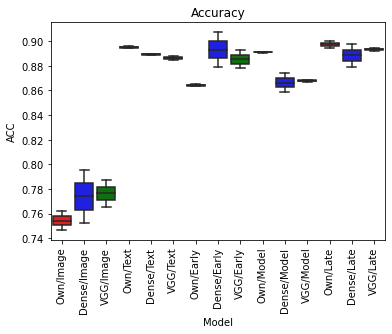 Accuracy
ACC
0.90
0.88
0.86
0.84
0.82
0.80
0.78
0.76
0.74
Own/Image
Dense/Image
VGG/Image
Own/Text
Dense/Text
VGG/Text
Own/Early
Dense/Early
VGG/Early
Own/Model
Dense/Model
VGG/Model
Own/Late
Dense/Late
VGG/Late
Model